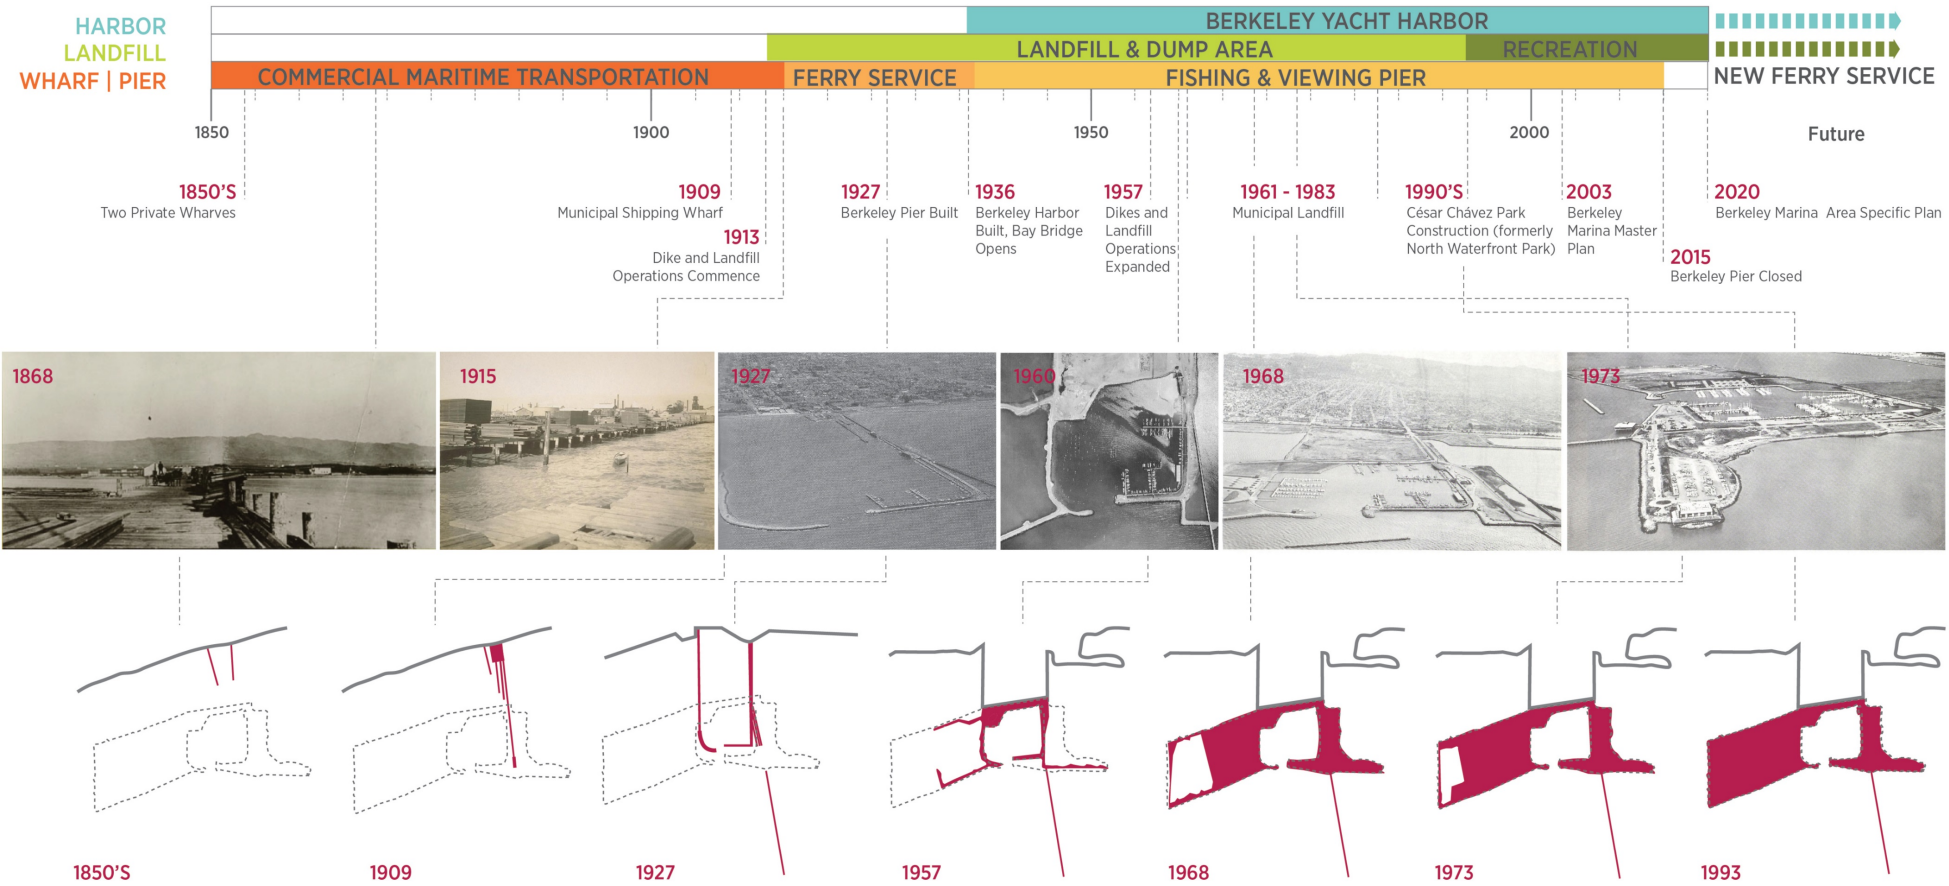 HARBOR
LANDFILL
WHARF | PIER
BERKELEY YACHT HARBOR
LANDFILL & DUMP AREA
RECREATION
COMMERCIAL MARITIME TRANSPORTATION
FERRY SERVICE
FISHING & VIEWING PIER
NEW FERRY SERVICE
1850
1900
1950
2000
Future
1850'S
Two Private Wharves
1909
Municipal Shipping Wharf
1913
Dike and Landfill
Operations Commence
1927
Berkeley Pier Built
1936
Berkeley Harbor
Built, Bay Bridge
Opens
1957
Dikes and
Landfill
Operations
Expanded
1961 - 1983
Municipal Landfill
1990'S
César Chávez Park
Construction (formerly
North Waterfront Park)
2003
Berkeley
Marina Master
Plan
2015
Berkeley Pier Closed
2020
Berkeley Marina Area Specific Plan
1868
1915
1927
1960
1968
1973
1850'S
1909
1927
1957
1968
1973
1993